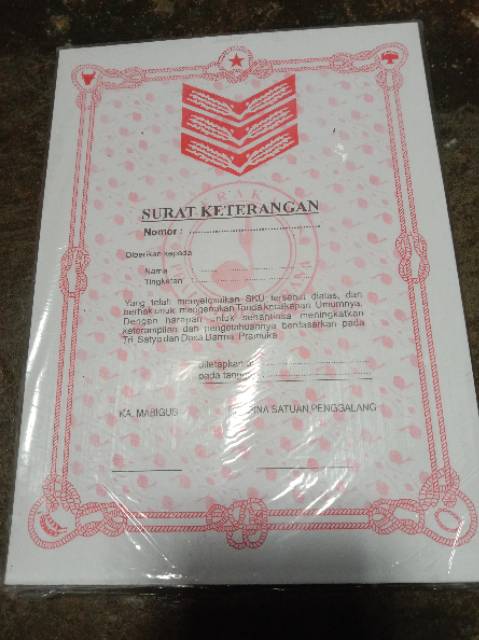 SURAT KETERANGAN
Nomor :
Diberikan kepada
Nama
Tingkatan :
Yang telah menyelesaikan SKU tersebut diatas, dan
berhak untuk mengenakan Tanda Kecakapan Umumnya.
Dengan harapan untuk senantiasa meningkatkan
keterampilan dan pengetahuannya berdasarkan pada
Tri Satya dan Dasa Darma Pramuka
ditetapkan di
pada tanggal
KA. MABIGUS
SATUAN PENGGALANG